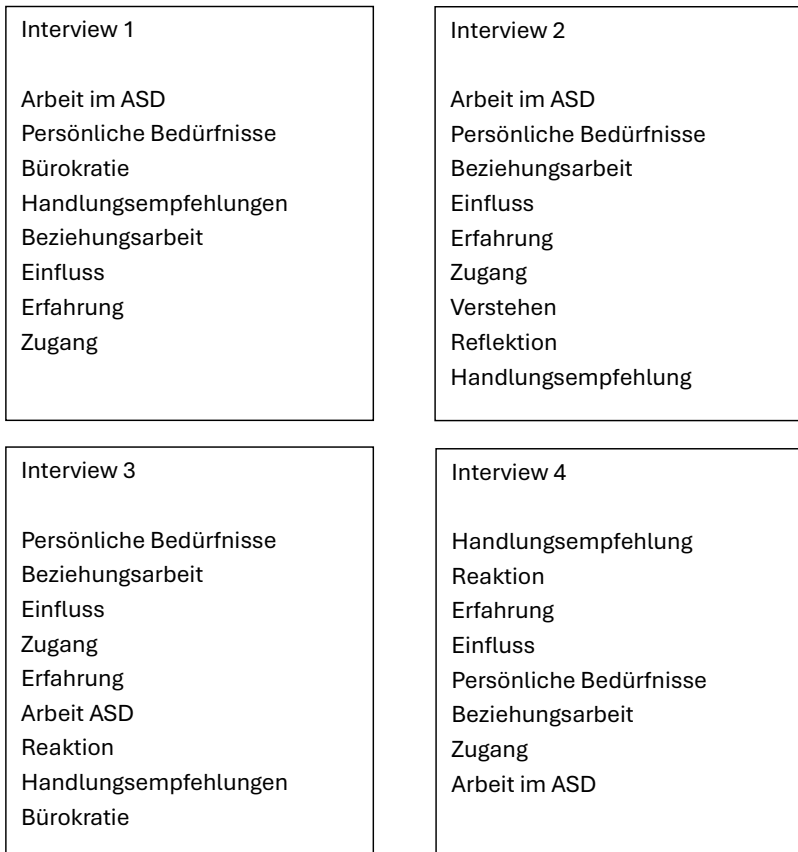 Interview 1
Arbeit im ASD
Persönliche Bedürfnisse
Bürokratie
Handlungsempfehlungen
Beziehungsarbeit
Einfluss
Erfahrung
Zugang
Interview 2
Arbeit im ASD
Persönliche Bedürfnisse
Beziehungsarbeit
Einfluss
Erfahrung
Zugang
Verstehen
Reflektion
Handlungsempfehlung
Interview 3
Persönliche Bedürfnisse
Beziehungsarbeit
Einfluss
Zugang
Erfahrung
Arbeit ASD
Reaktion
Handlungsempfehlungen
Bürokratie
Interview 4
Handlungsempfehlung
Reaktion
Erfahrung
Einfluss
Persönliche Bedürfnisse
Beziehungsarbeit
Zugang
Arbeit im ASD